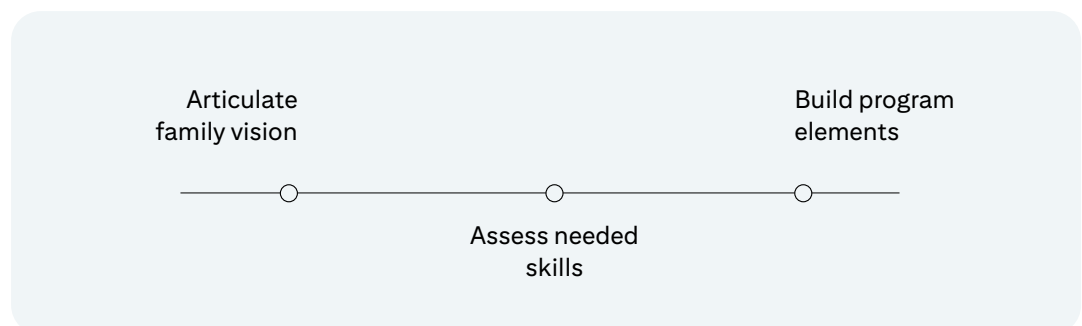 Articulate
family vision
Assess needed
skills
Build program
elements